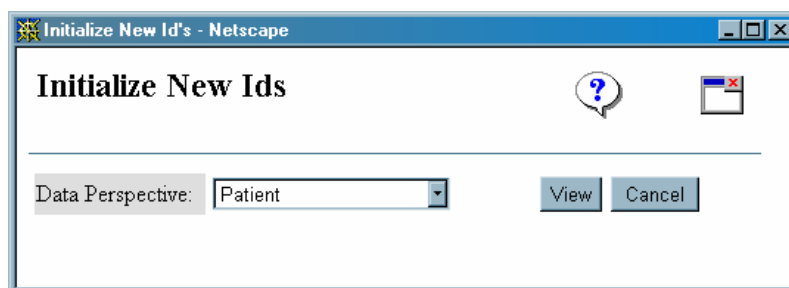 Initialize New Id's - Netscape
Initialize New Ids
?
Data Perspective: Patient View Cancel